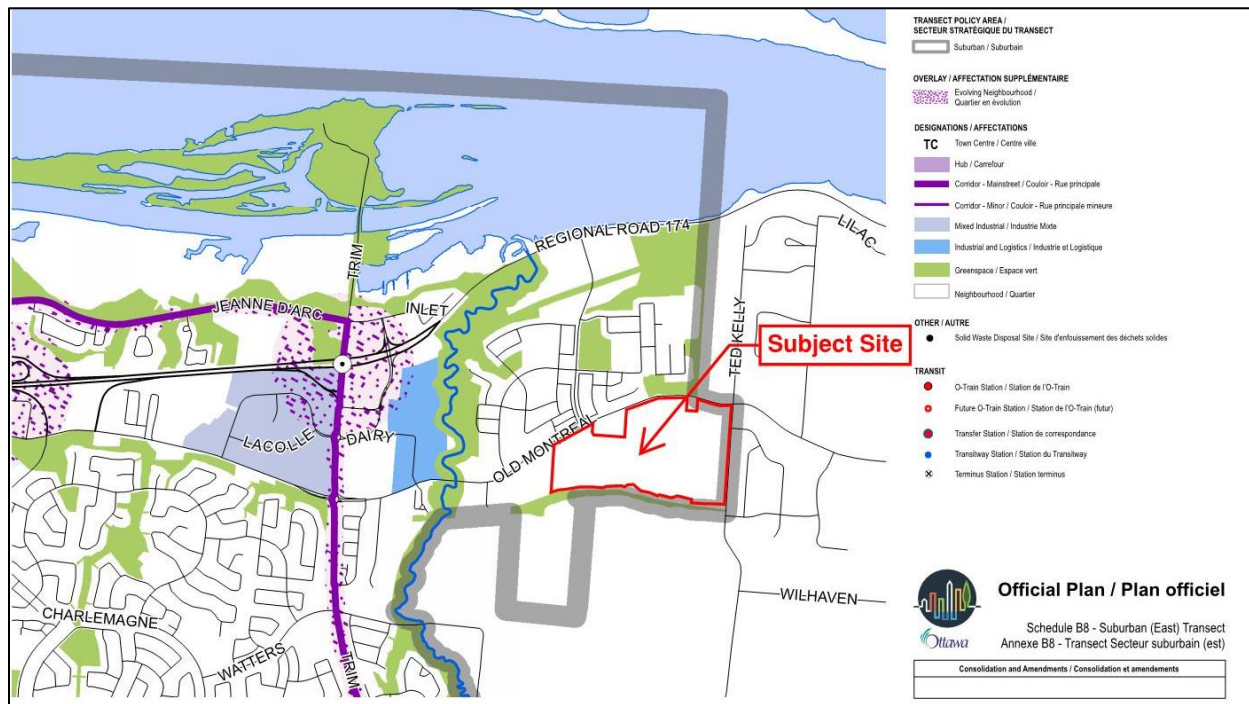 TRIM
REGIONAL ROAD 174
LILAC
JEANNE D'ARC
INLET
TED KELLY
Subject Site
LACOLLE
DAIRY
OLD MONTREAL
WILHAVEN
CHARLEMAGNE
WATTERS
TRIM
TRANSECT POLICY AREA /
SECTEUR STRATÉGIQUE DU TRANSECT
Suburban / Suburbain
OVERLAY / AFFECTATION SUPPLÉMENTAIRE
Evolving Neighbourhood /
Quartier en évolution
DESIGNATIONS / AFFECTATIONS
TC Town Centre / Centre ville
Hub / Carrefour
Corridor - Mainstreet / Couloir - Rue principale
Corridor - Minor / Couloir - Rue principale mineure
Mixed Industrial / Industrie Mixte
Industrial and Logistics / Industrie et Logistique
Greenspace / Espace vert
Neighbourhood / Quartier
OTHER / AUTRE
Solid Waste Disposal Site / Site d'enfouissement des déchets solides
TRANSIT
O-Train Station / Station de l'O-Train
Future O-Train Station / Station de l'O-Train (futur)
Transfer Station / Station de correspondance
Transitway Station / Station du Transitway
Terminus Station / Station terminus
Official Plan / Plan officiel
Ottawa
Schedule B8 - Suburban (East) Transect
Annexe B8 - Transect Secteur suburbain (est)
Consolidation and Amendments / Consolidation et amendements